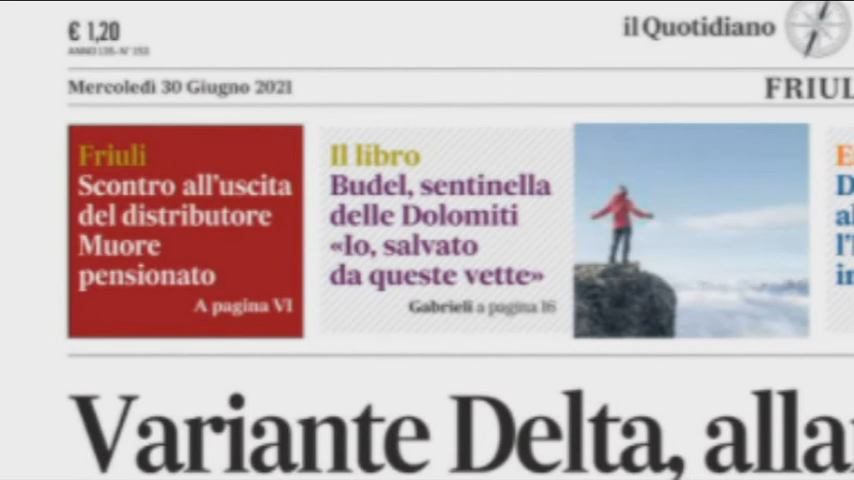 € 1,20
il Quotidiano
Mercoledì 30 Giugno 2021
FRIUL
Friuli
Scontro all'uscita
del distributore
Muore
pensionato
A pagina VI
Il libro
Budel, sentinella
delle Dolomiti
«Io, salvato
da queste vette»
Gabrieli a pagina 16
Variante Delta, alla